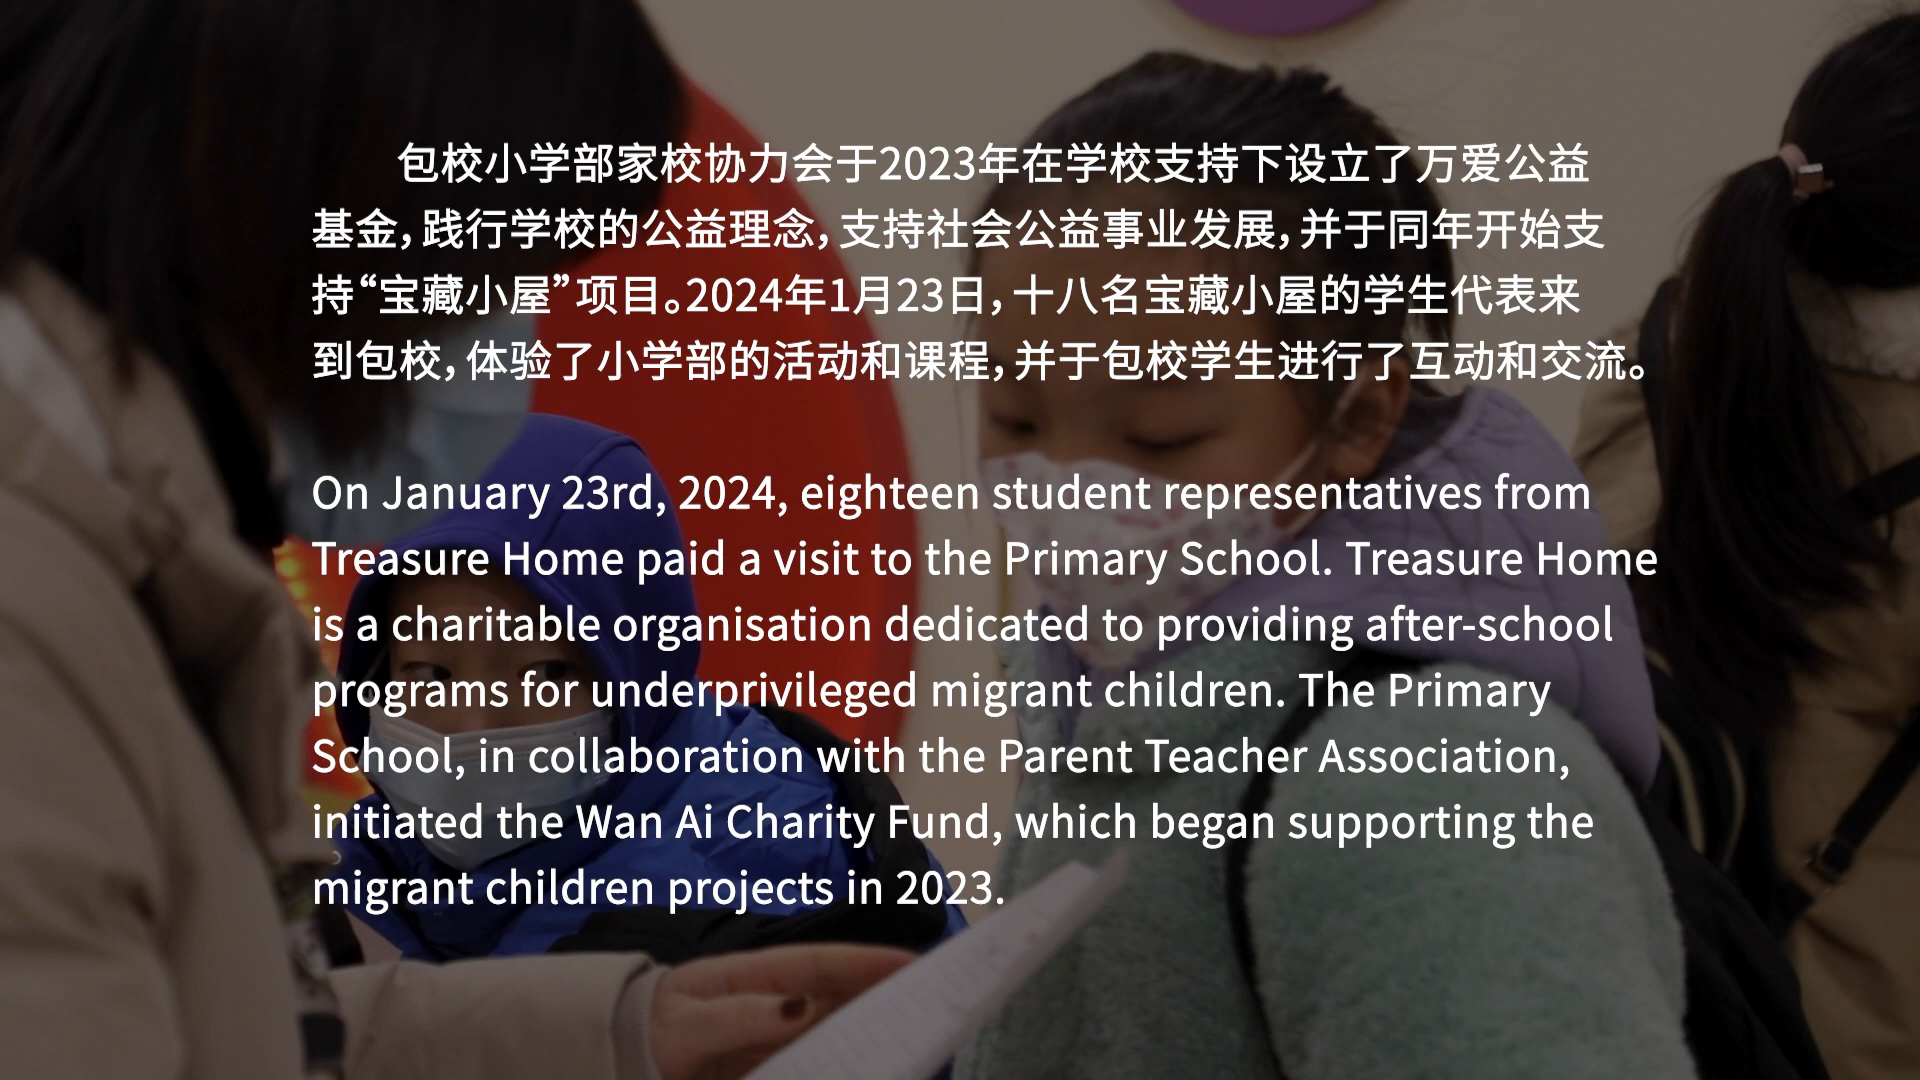 包校小学部家校协力会于2023年在学校支持下设立了万爱公益
基金，践行学校的公益理念，支持社会公益事业发展，并于同年开始支
持“宝藏小屋”项目。2024年1月23日，十八名宝藏小屋的学生代表来
到包校，体验了小学部的活动和课程，并于包校学生进行了互动和交流。
On January 23rd, 2024, eighteen student representatives from
Treasure Home paid a visit to the Primary School. Treasure Home
is a charitable organisation dedicated to providing after-school
programs for underprivileged migrant children. The Primary
School, in collaboration with the Parent Teacher Association,
initiated the Wan Ai Charity Fund, which began supporting the
migrant children projects in 2023.